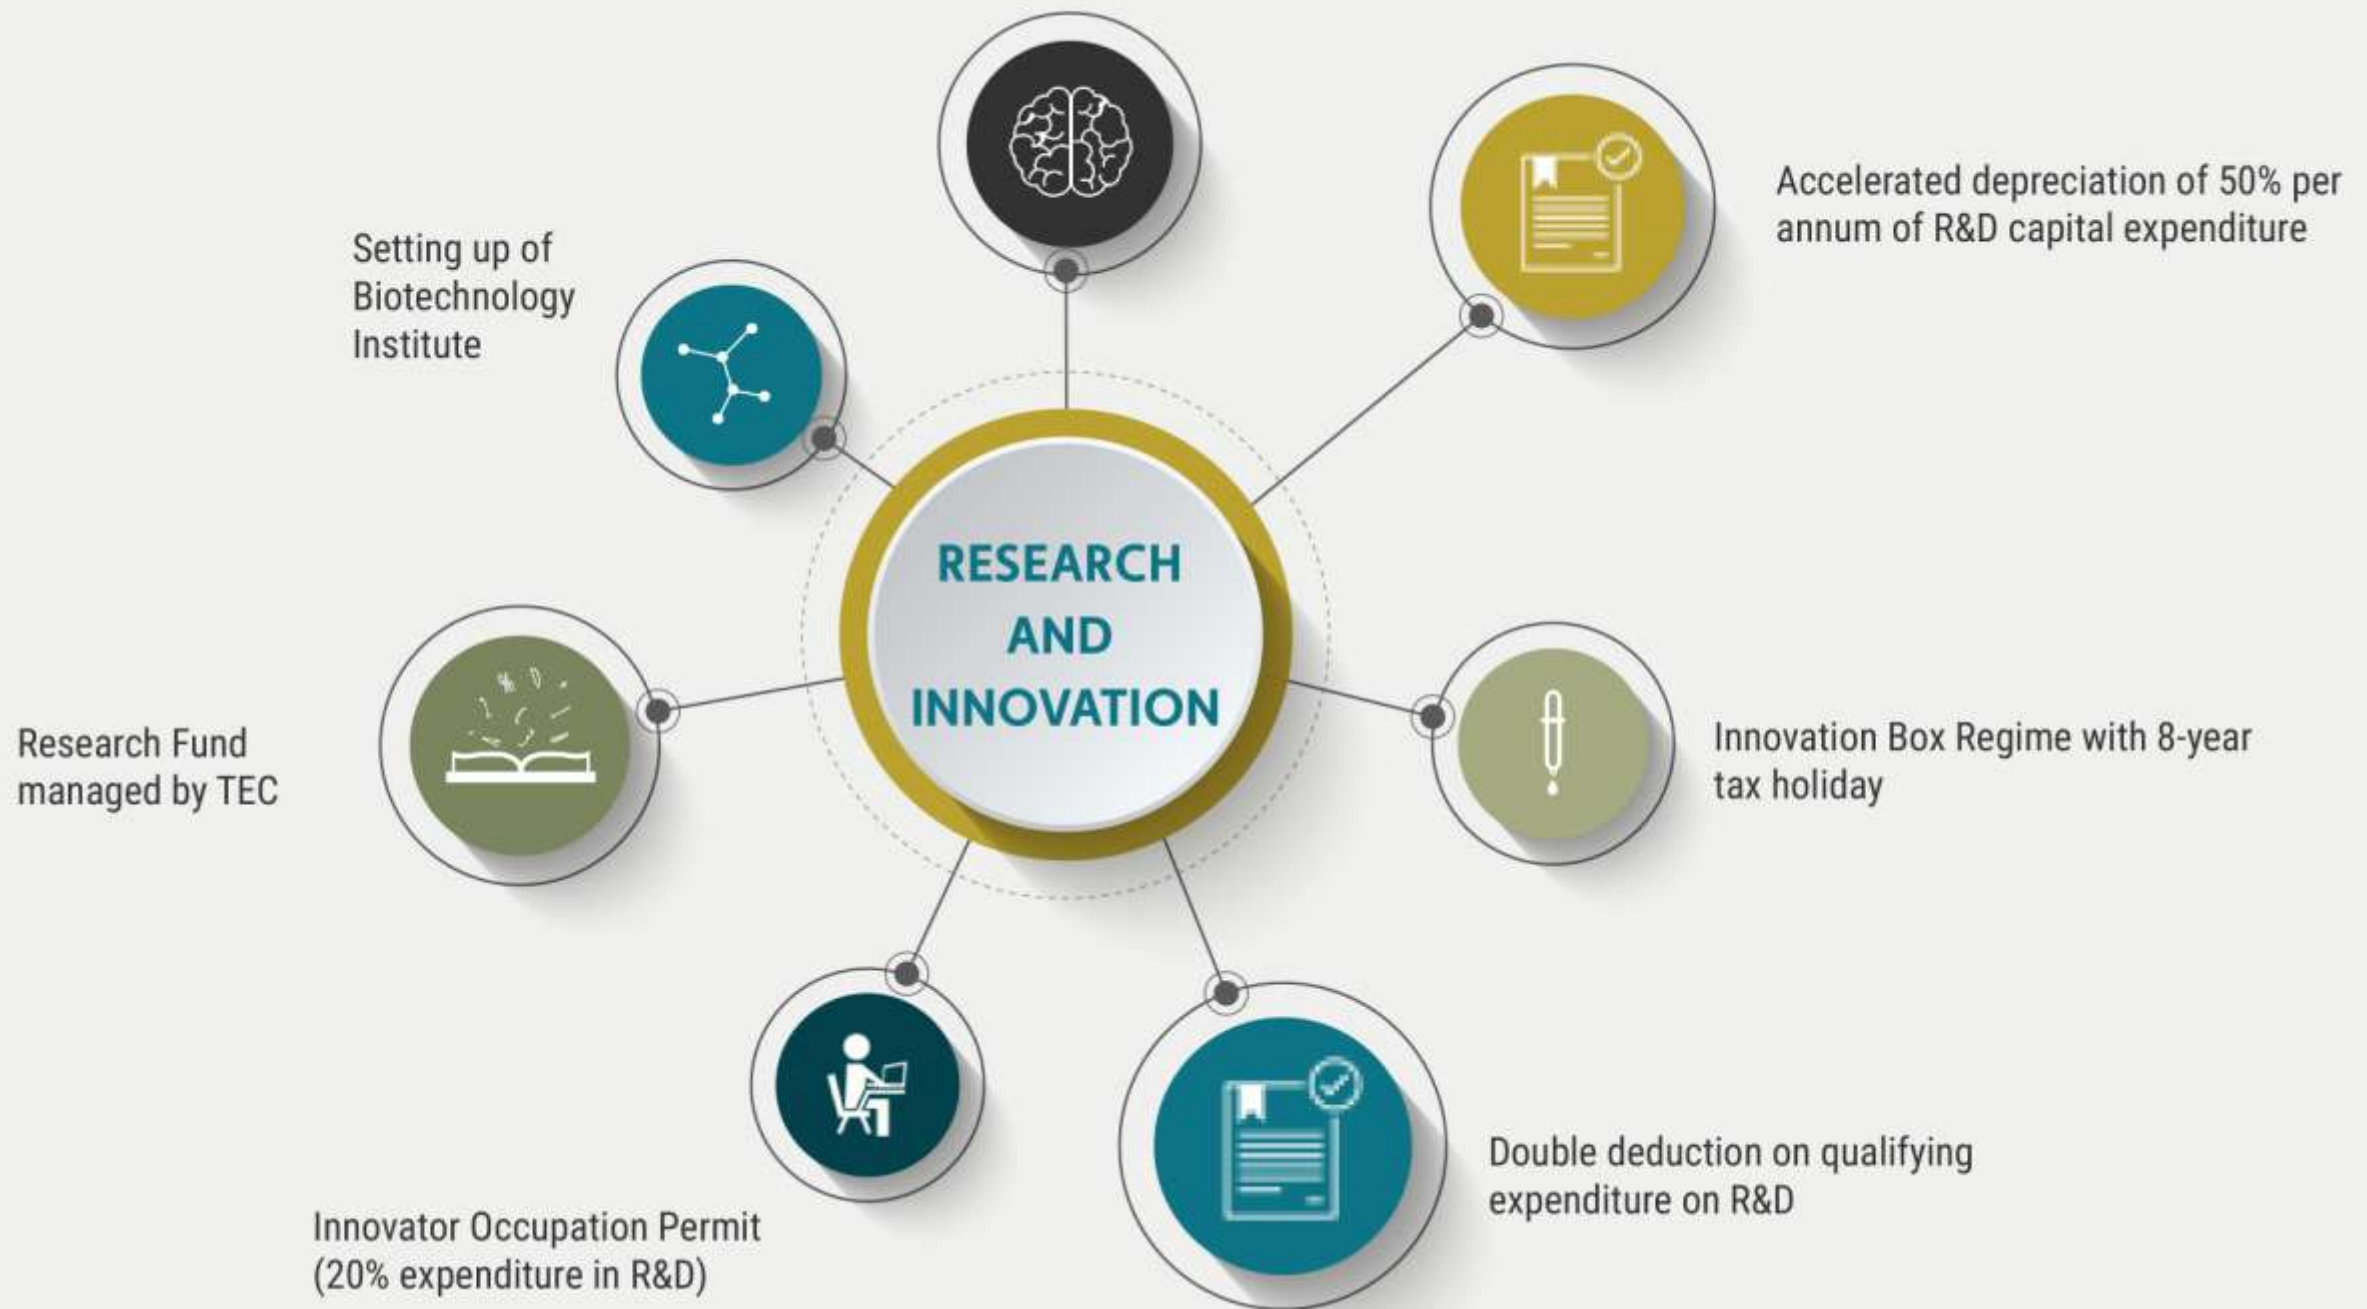 Accelerated depreciation of 50% per
annum of R&D capital expenditure
Setting up of
Biotechnology
Institute
RESEARCH
AND
INNOVATION
Research Fund
managed by TEC
Innovation Box Regime with 8-year
tax holiday
Double deduction on qualifying
expenditure on R&D
Innovator Occupation Permit
(20% expenditure in R&D)